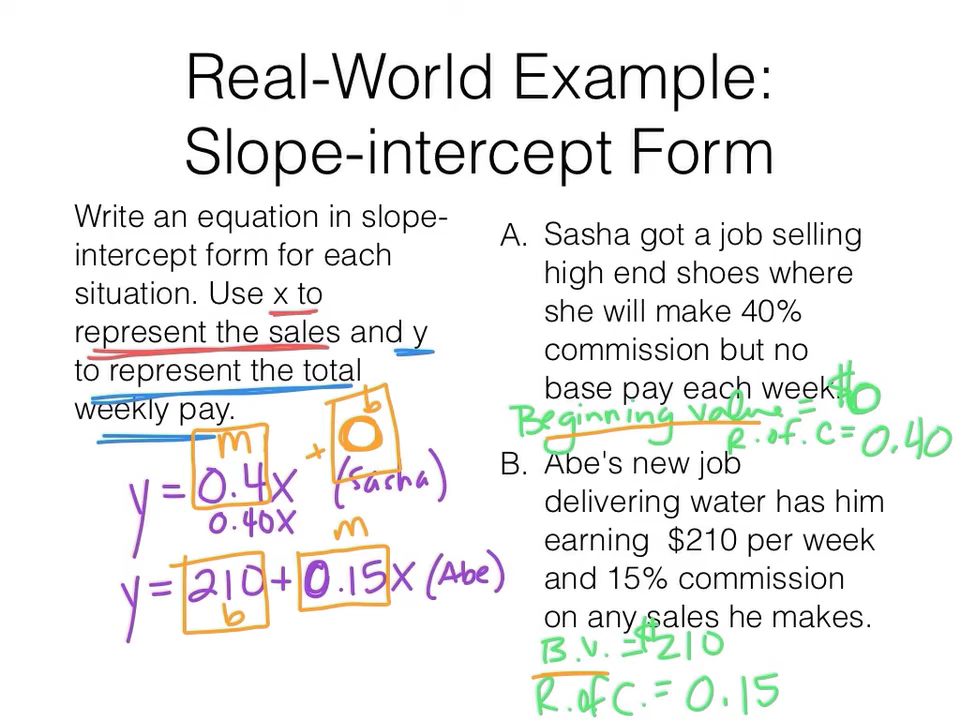 Real-World Example:
Slope-intercept Form
Write an equation in slope-
intercept form for each
situation. Use x to
represent the sales and y
to represent the total
weekly pay.
m
b
y = 0.4x + 0 (Sasha)
0.40x
m
y = 210 + 0.15x (Abe)
b
A. Sasha got a job selling
high end shoes where
she will make 40%
commission but no
base pay each week.
Beginning value = $0
R. of. C = 0.40
B. Abe's new job
delivering water has him
earning $210 per week
and 15% commission
on any sales he makes.
B.V. = $210
R. of C. = 0.15